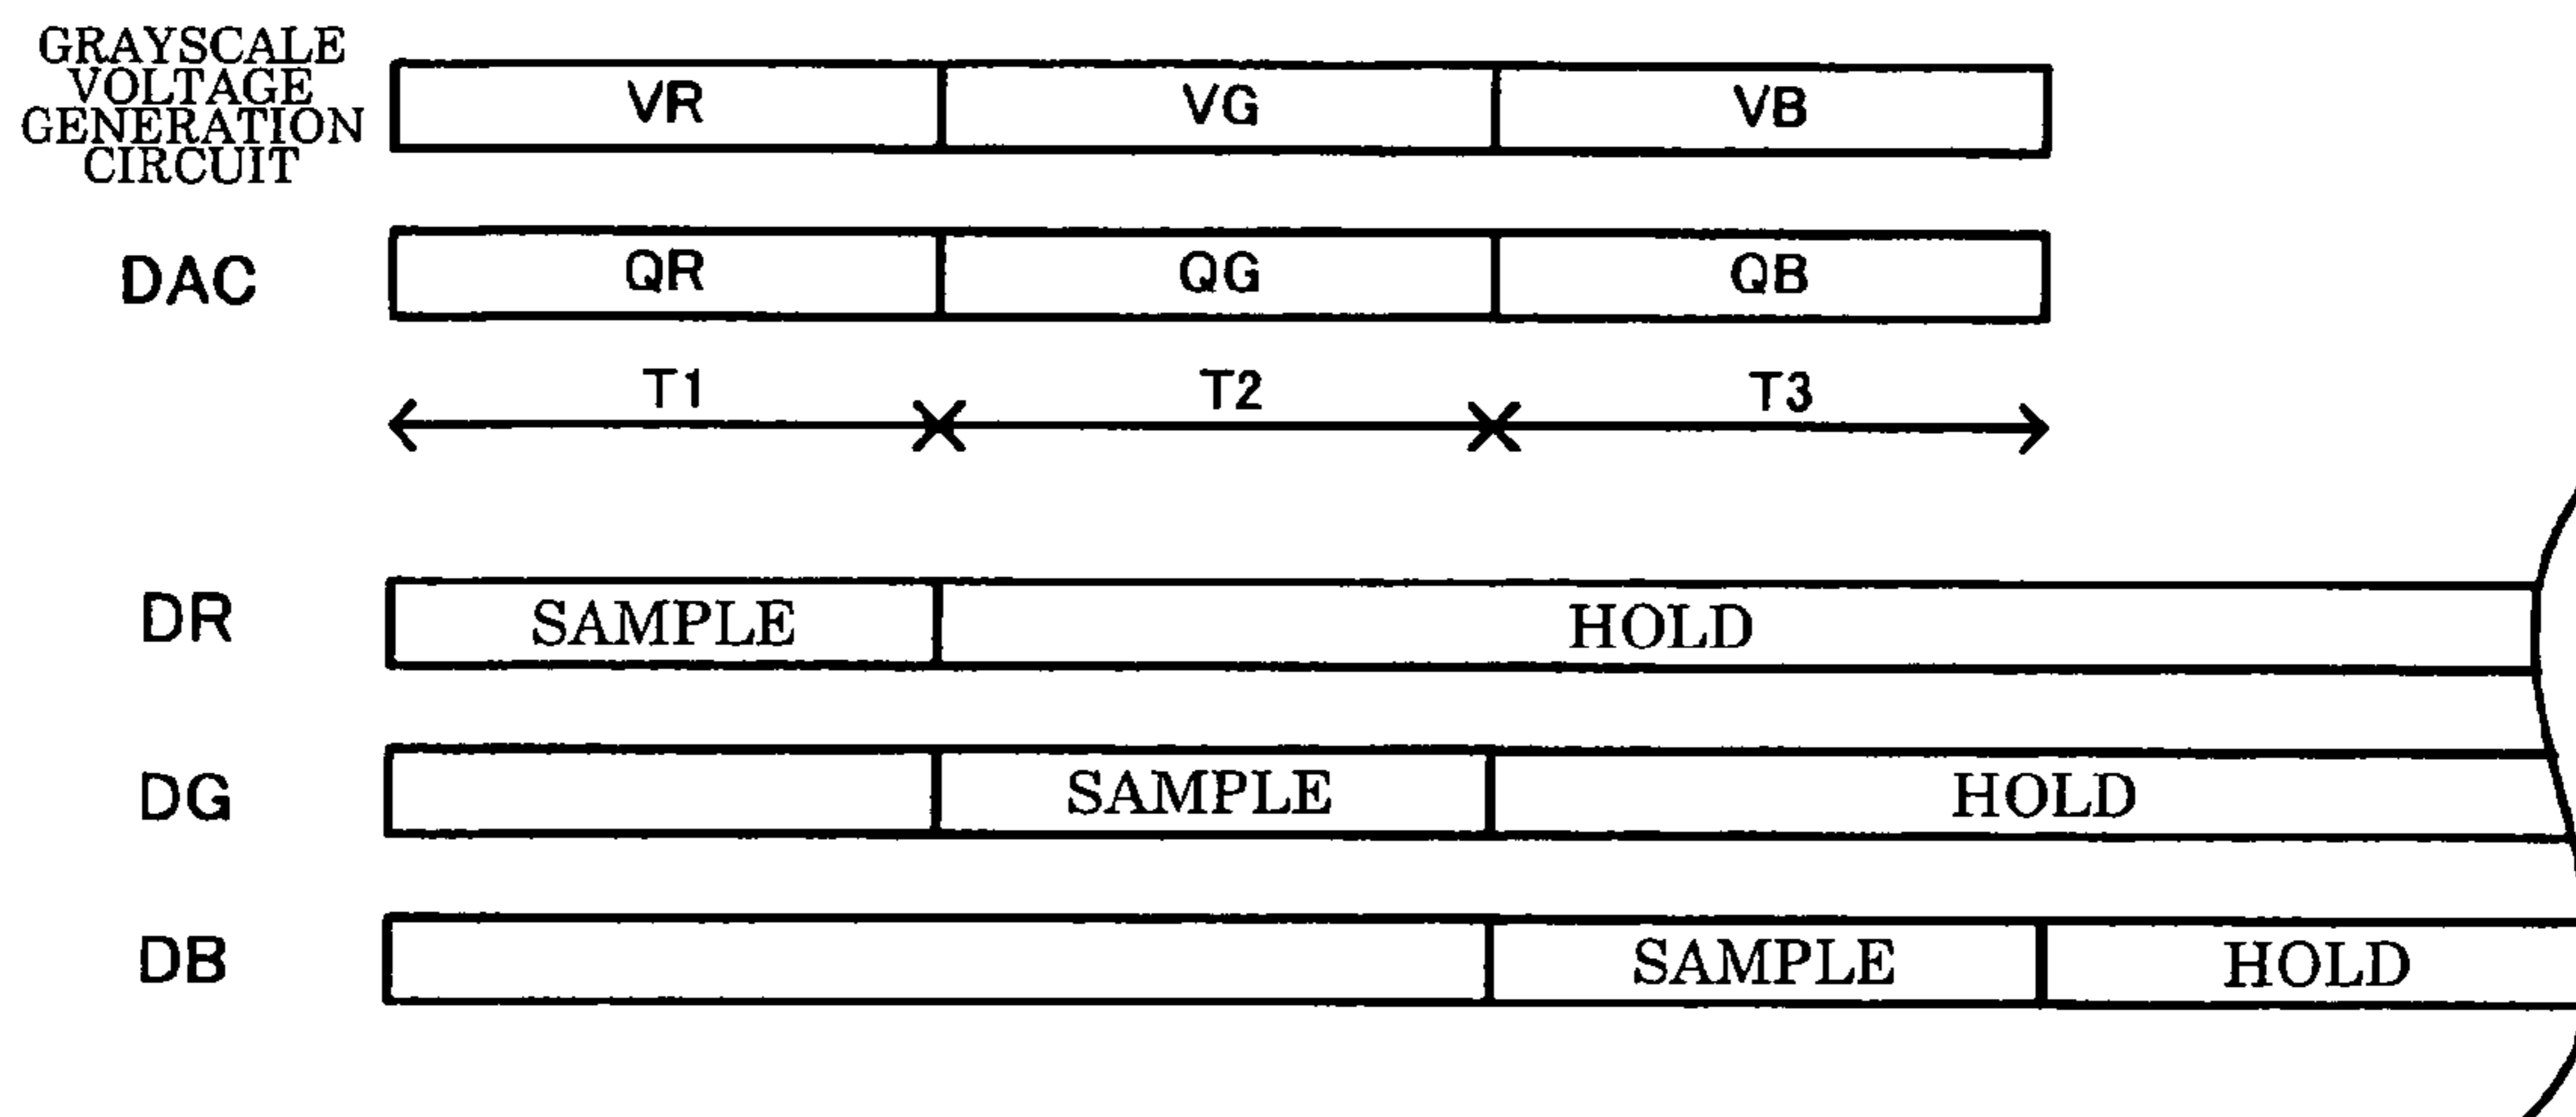 GRAYSCALE
VOLTAGE
GENERATION
CIRCUIT
VR VG VB
DAC QR QG QB
T1 T2 T3
DR SAMPLE HOLD
DG SAMPLE HOLD
DB SAMPLE HOLD